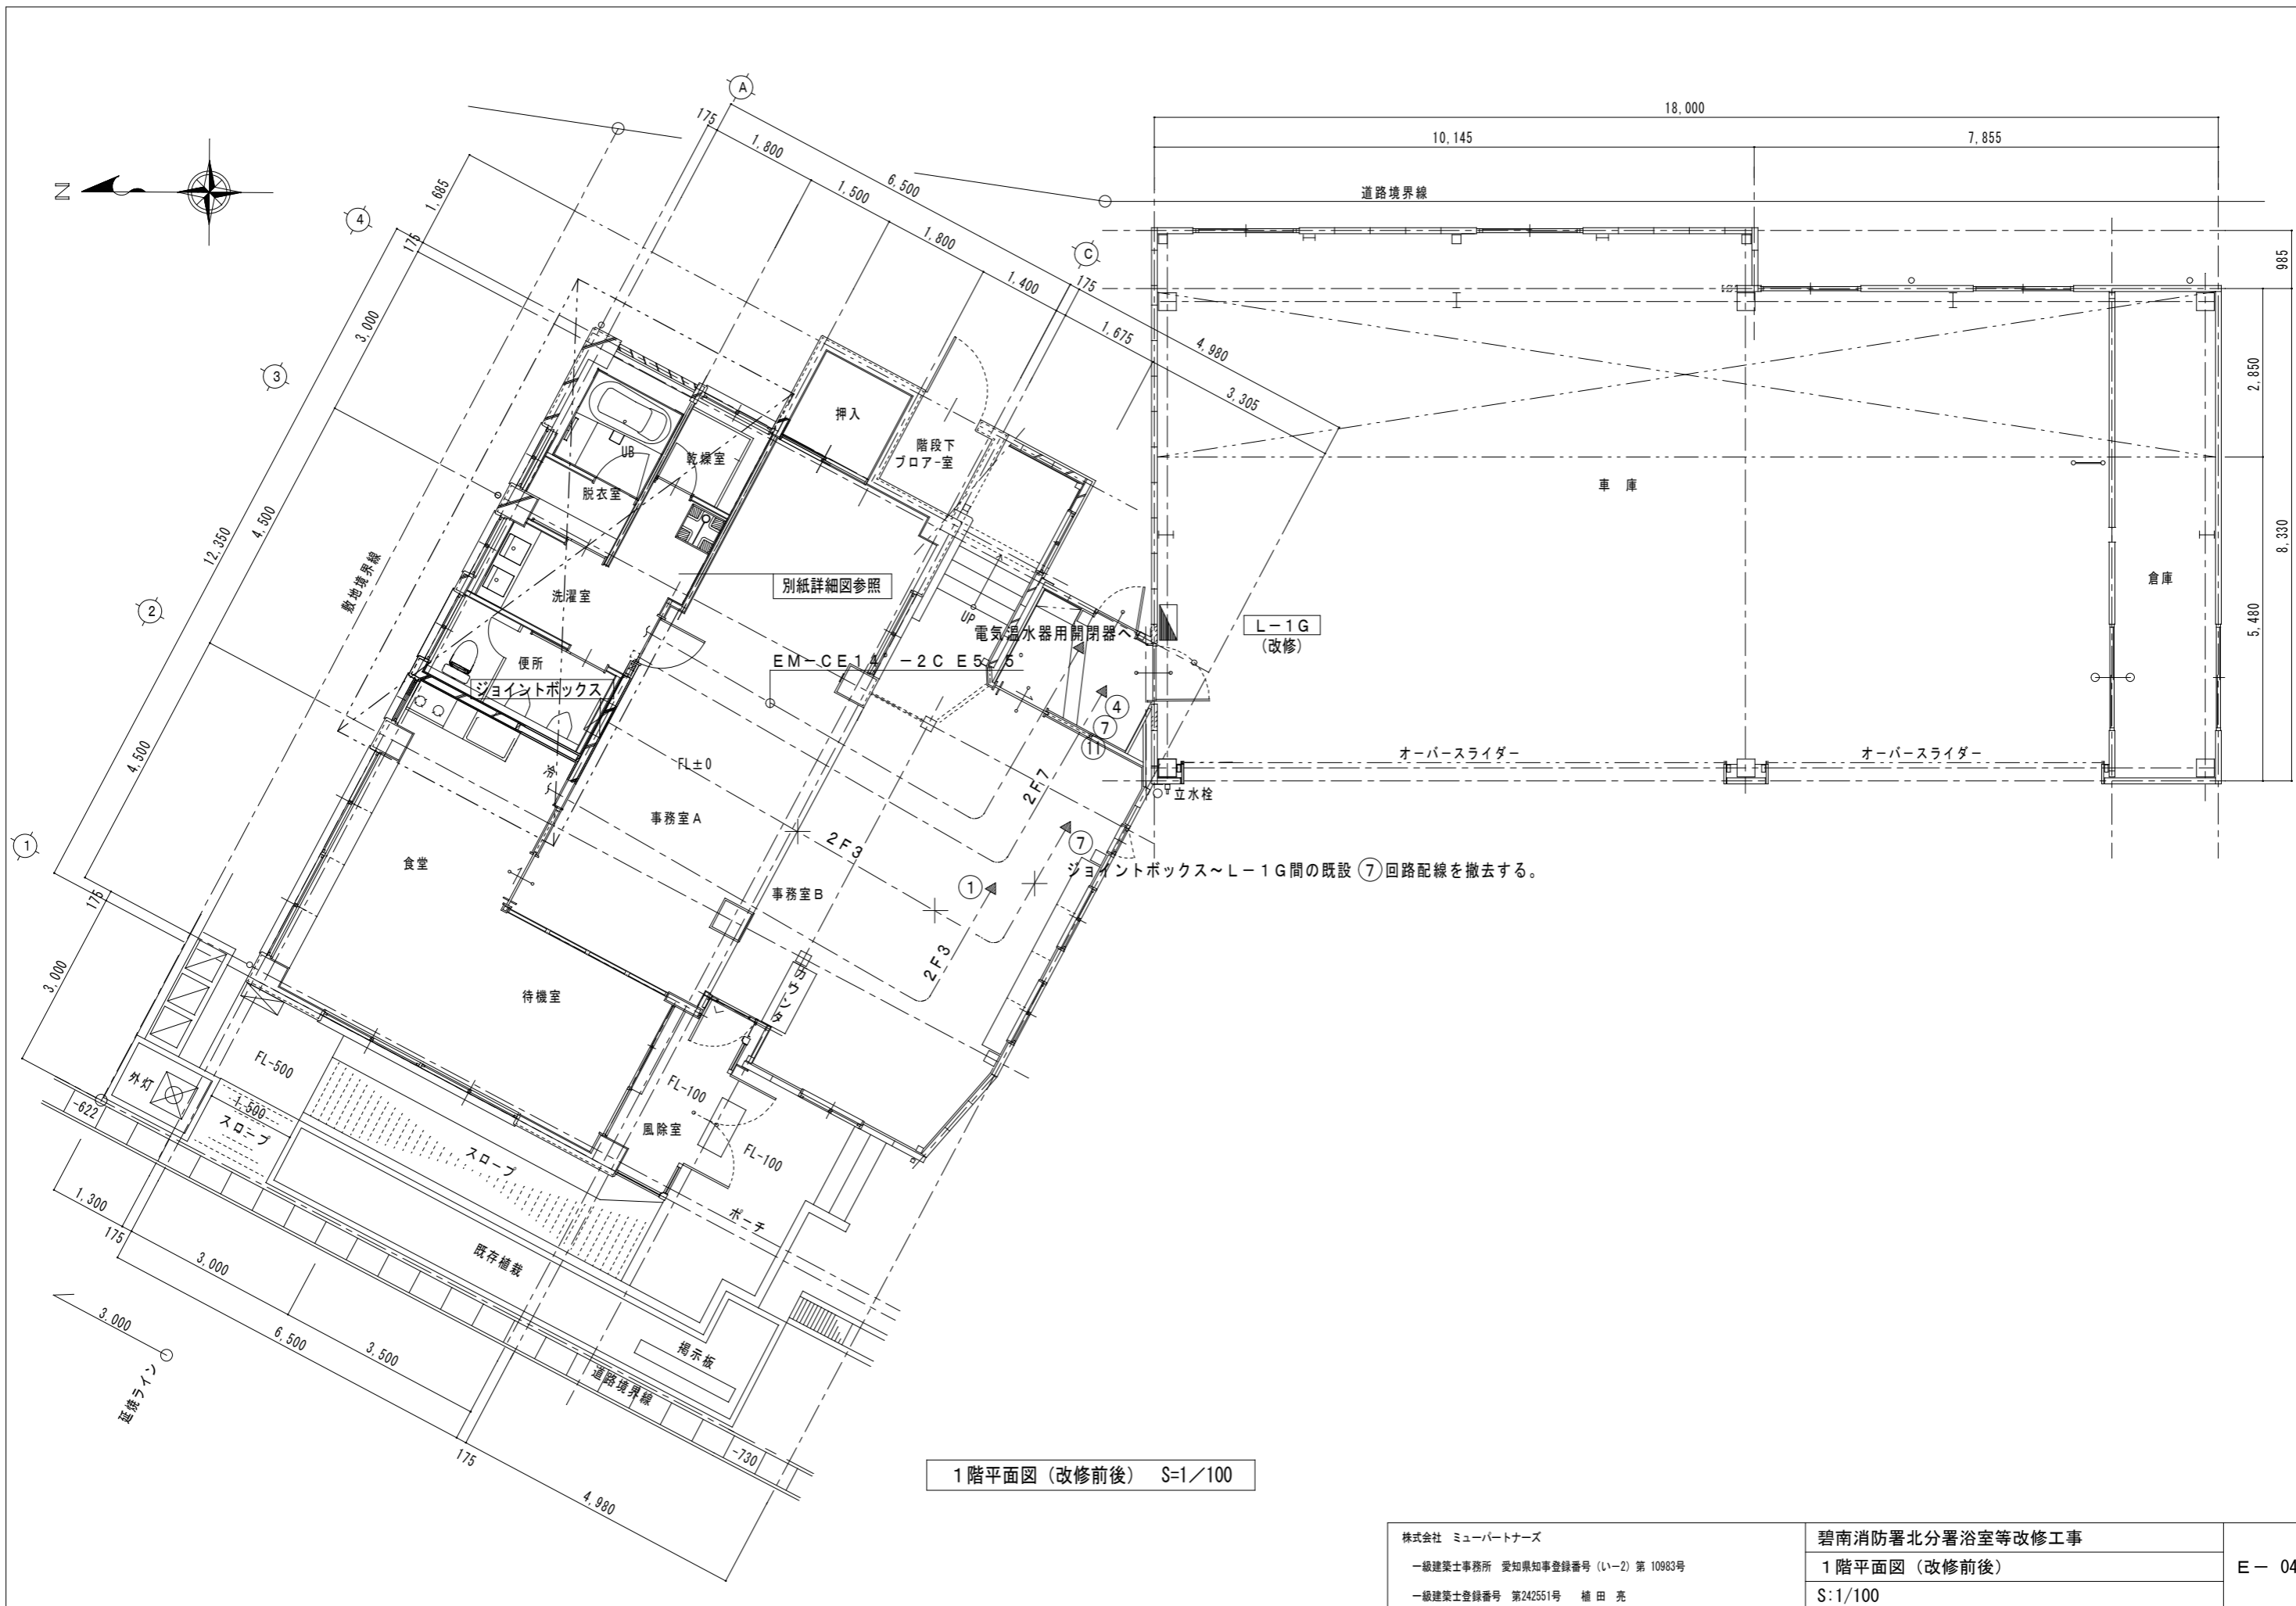 A
175
1,800
1,500
6,500
1,800
1,400
C
175
1,675
4,980
3,305
18,000
10,145
7,855
道路境界線
N
4
1,685
175
3,000
3
4,500
12,350
2
敷地境界線
4,500
1
175
3,000
985
2,850
8,330
5,480
押入
階段下
ブロアー室
UB
乾燥室
脱衣室
洗濯室
便所
別紙詳細図参照
UP
電気温水器用開閉器へ
EM-CE14°-2C E5.5°
ジョイントボックス
L-1G
(改修)
車 庫
倉庫
オーバースライダー
オーバースライダー
立水栓
4
7
11
2F7
7
ジョイントボックス~L-1G間の既設 7 回路配線を撤去する。
冷
FL±0
事務室A
2F3
事務室B
1
2F3
食堂
待機室
カウンタ
FL-500
外灯
-622
1,500
スロープ
スロープ
FL-100
風除室
FL-100
ポーチ
既存植栽
掲示板
道路境界線
-730
1,300
175
3,000
6,500
3,500
175
4,980
3,000
延焼ライン
1階平面図(改修前後) S=1/100
株式会社 ミューパートナーズ
一級建築士事務所 愛知県知事登録番号(い-2)第 10983号
一級建築士登録番号 第242551号 植 田 亮
碧南消防署北分署浴室等改修工事
1階平面図(改修前後)
S:1/100
E- 04